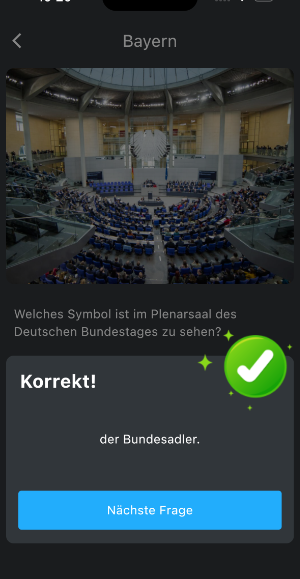 Bayern
Welches Symbol ist im Plenarsaal des
Deutschen Bundestages zu sehen?
Korrekt!
der Bundesadler.
Nächste Frage